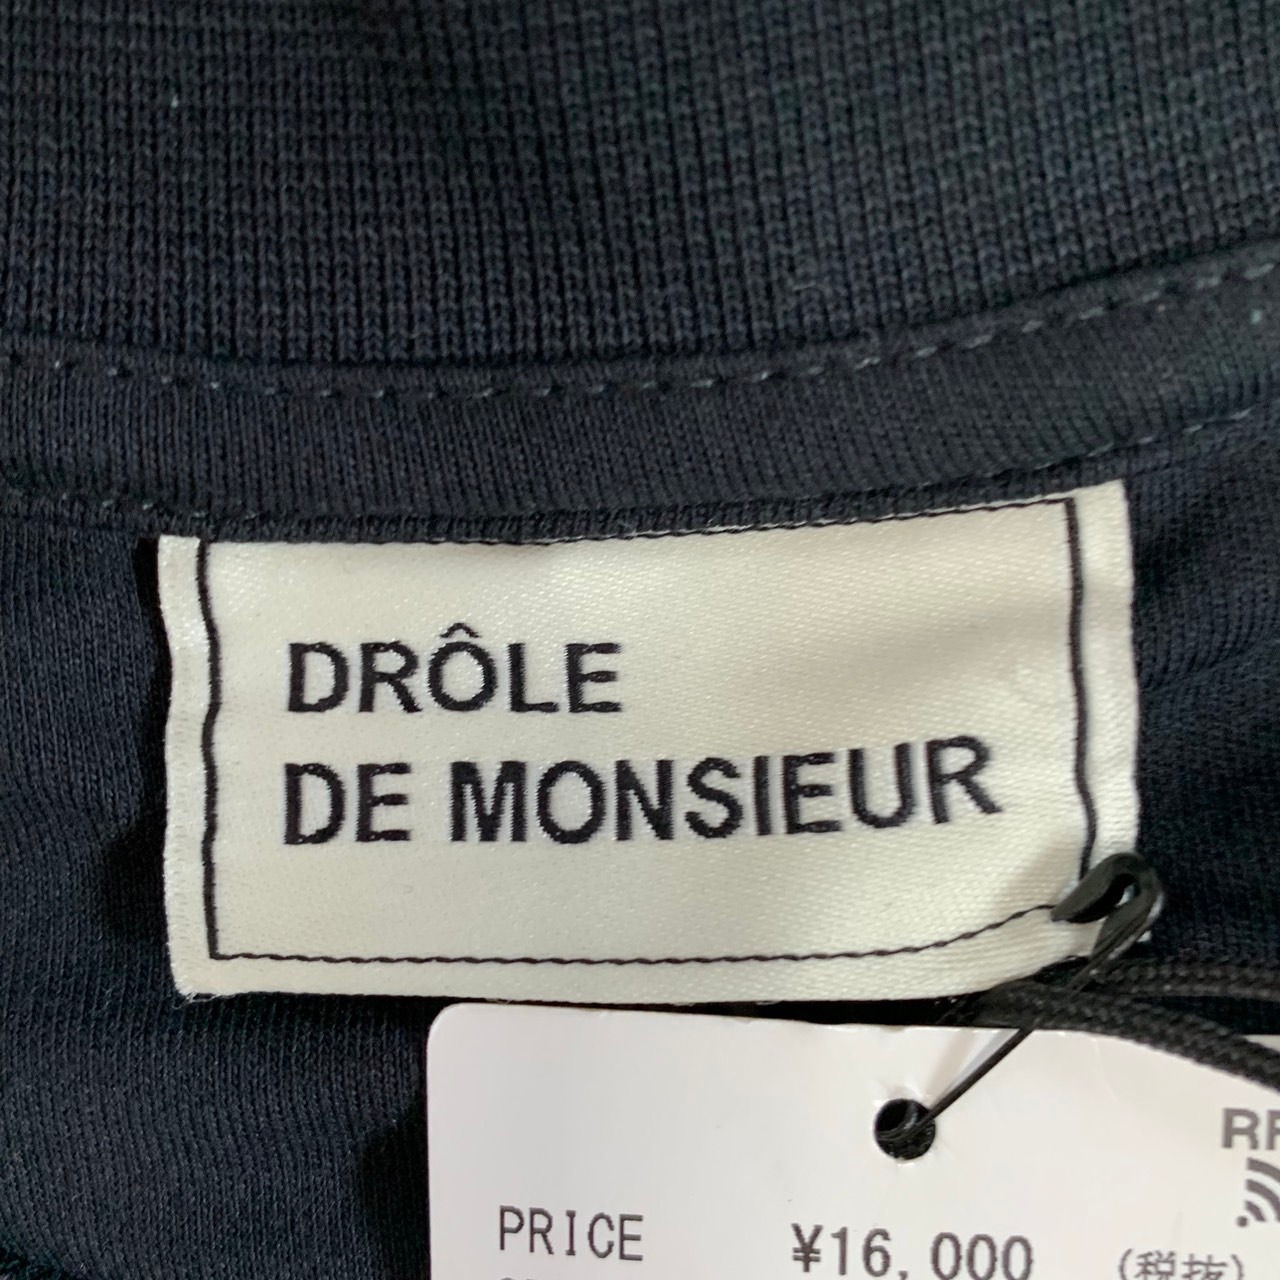 DRÔLE
DE MONSIEUR
PRICE ¥16,000 (税抜)